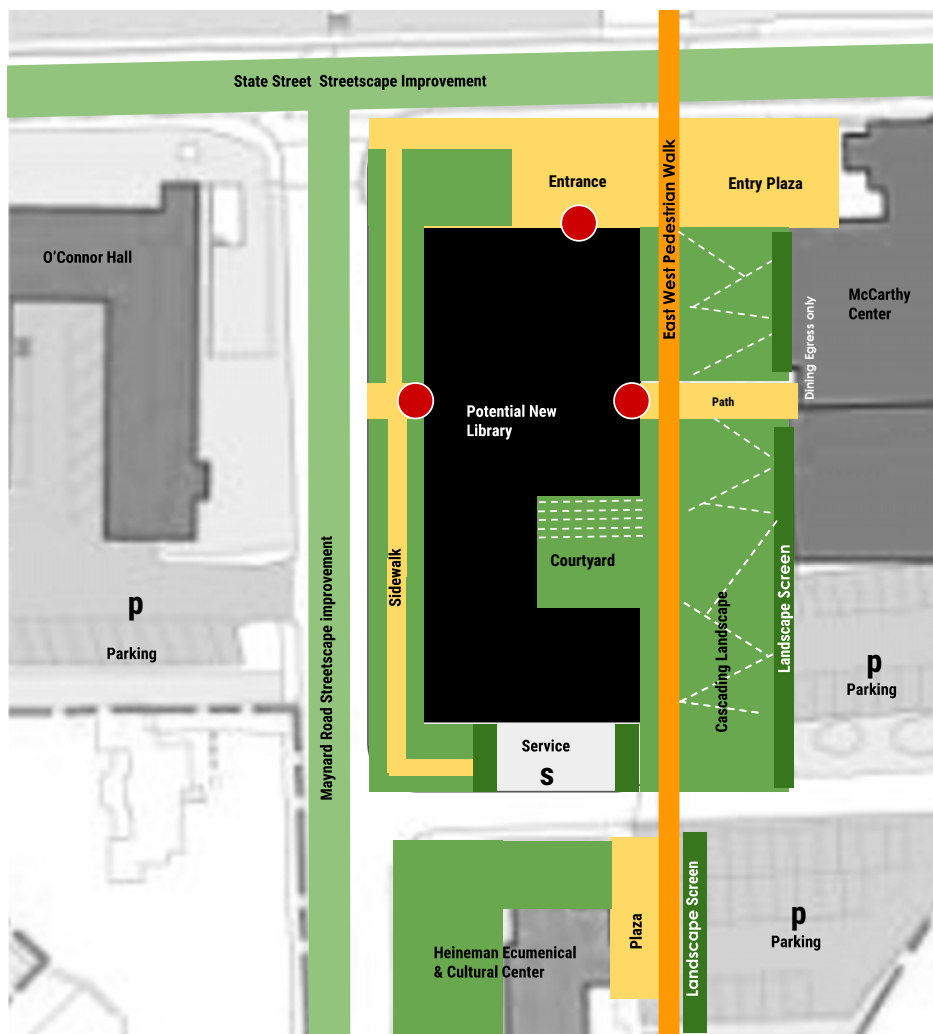 State Street  Streetscape Improvement
East West Pedestrian Walk
Entrance
Entry Plaza
O'Connor Hall
McCarthy
Center
Dining Egress only
Potential New
Library
Path
Sidewalk
Courtyard
Maynard Road Streetscape improvement
Landscape Screen
Cascading Landscape
p
Parking
p
Parking
Service
S
Landscape Screen
Plaza
p
Parking
Heineman Ecumenical
& Cultural Center